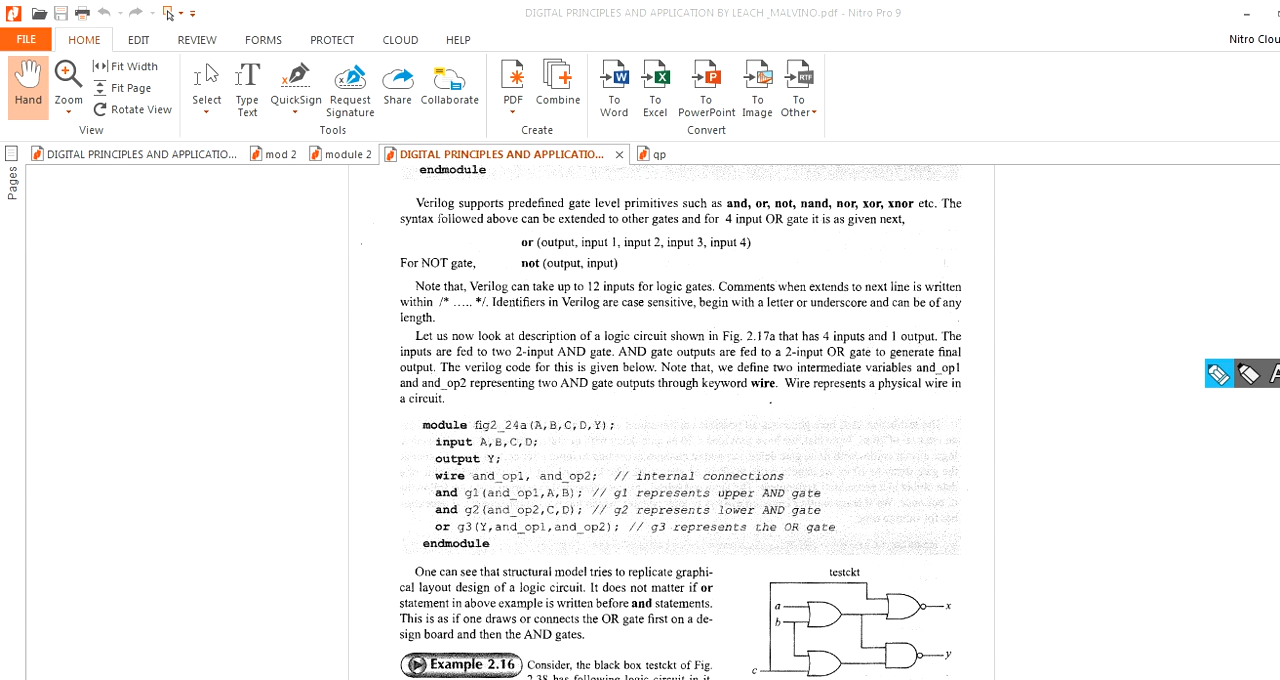 DIGITAL PRINCIPLES AND APPLICATION BY LEACH _MALVINO.pdf - Nitro Pro 9
FILE HOME EDIT REVIEW FORMS PROTECT CLOUD HELP Nitro Clou
Hand
Zoom
Fit Width
Fit Page
Rotate View
View
Select
Type Text
QuickSign
Request Signature
Share
Collaborate
Tools
PDF
Combine
Create
To Word
To Excel
To PowerPoint
To Image
To Other
Convert
DIGITAL PRINCIPLES AND APPLICATIO... mod 2 module 2 DIGITAL PRINCIPLES AND APPLICATIO... qp
Pages
endmodule
Verilog supports predefined gate level primitives such as and, or, not, nand, nor, xor, xnor etc. The
syntax followed above can be extended to other gates and for 4 input OR gate it is as given next,
or (output, input 1, input 2, input 3, input 4)
For NOT gate, not (output, input)
Note that, Verilog can take up to 12 inputs for logic gates. Comments when extends to next line is written
within /* ..... */. Identifiers in Verilog are case sensitive, begin with a letter or underscore and can be of any
length.
Let us now look at description of a logic circuit shown in Fig. 2.17a that has 4 inputs and 1 output. The
inputs are fed to two 2-input AND gate. AND gate outputs are fed to a 2-input OR gate to generate final
output. The verilog code for this is given below. Note that, we define two intermediate variables and_op1
and and_op2 representing two AND gate outputs through keyword wire. Wire represents a physical wire in
a circuit.
module fig2_24a(A,B,C,D,Y);
input A,B,C,D;
output Y;
wire and_op1, and_op2; // internal connections
and g1(and_op1,A,B); // g1 represents upper AND gate
and g2(and_op2,C,D); // g2 represents lower AND gate
or g3(Y,and_op1,and_op2); // g3 represents the OR gate
endmodule
One can see that structural model tries to replicate graphi-
cal layout design of a logic circuit. It does not matter if or
statement in above example is written before and statements.
This is as if one draws or connects the OR gate first on a de-
sign board and then the AND gates.
Example 2.16 Consider, the black box testckt of Fig.
2.38 has following logic circuit in it.
testckt
a
b
c
x
y